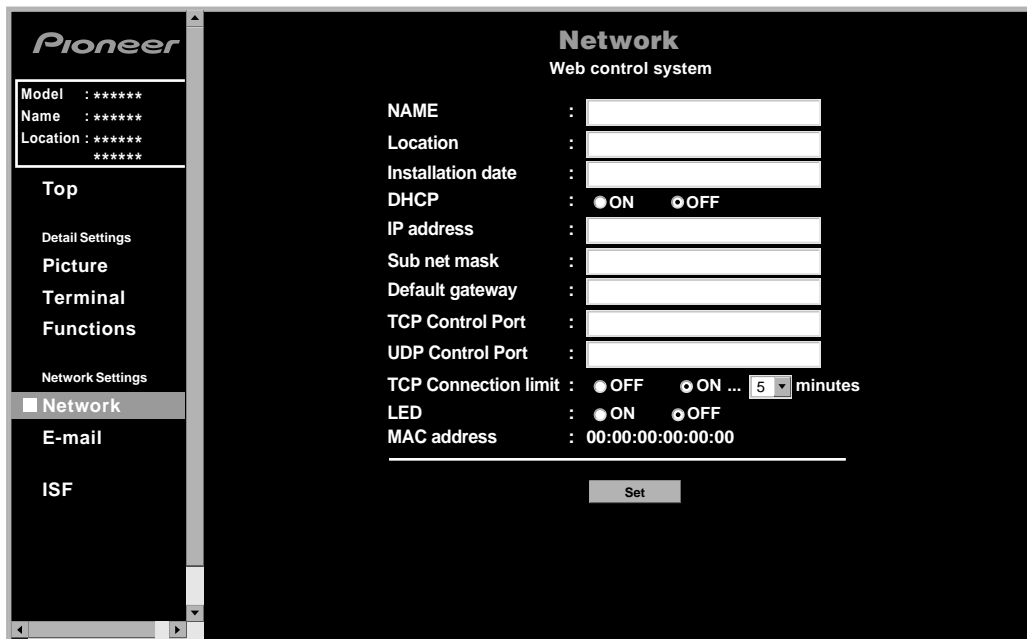 Pioneer
Model : ******
Name : ******
Location : ******
******
Top
Detail Settings
Picture
Terminal
Functions
Network Settings
Network
E-mail
ISF
Network
Web control system
NAME :
Location :
Installation date :
DHCP : ON OFF
IP address :
Sub net mask :
Default gateway :
TCP Control Port :
UDP Control Port :
TCP Connection limit : OFF ON ... 5 minutes
LED : ON OFF
MAC address : 00:00:00:00:00:00
Set